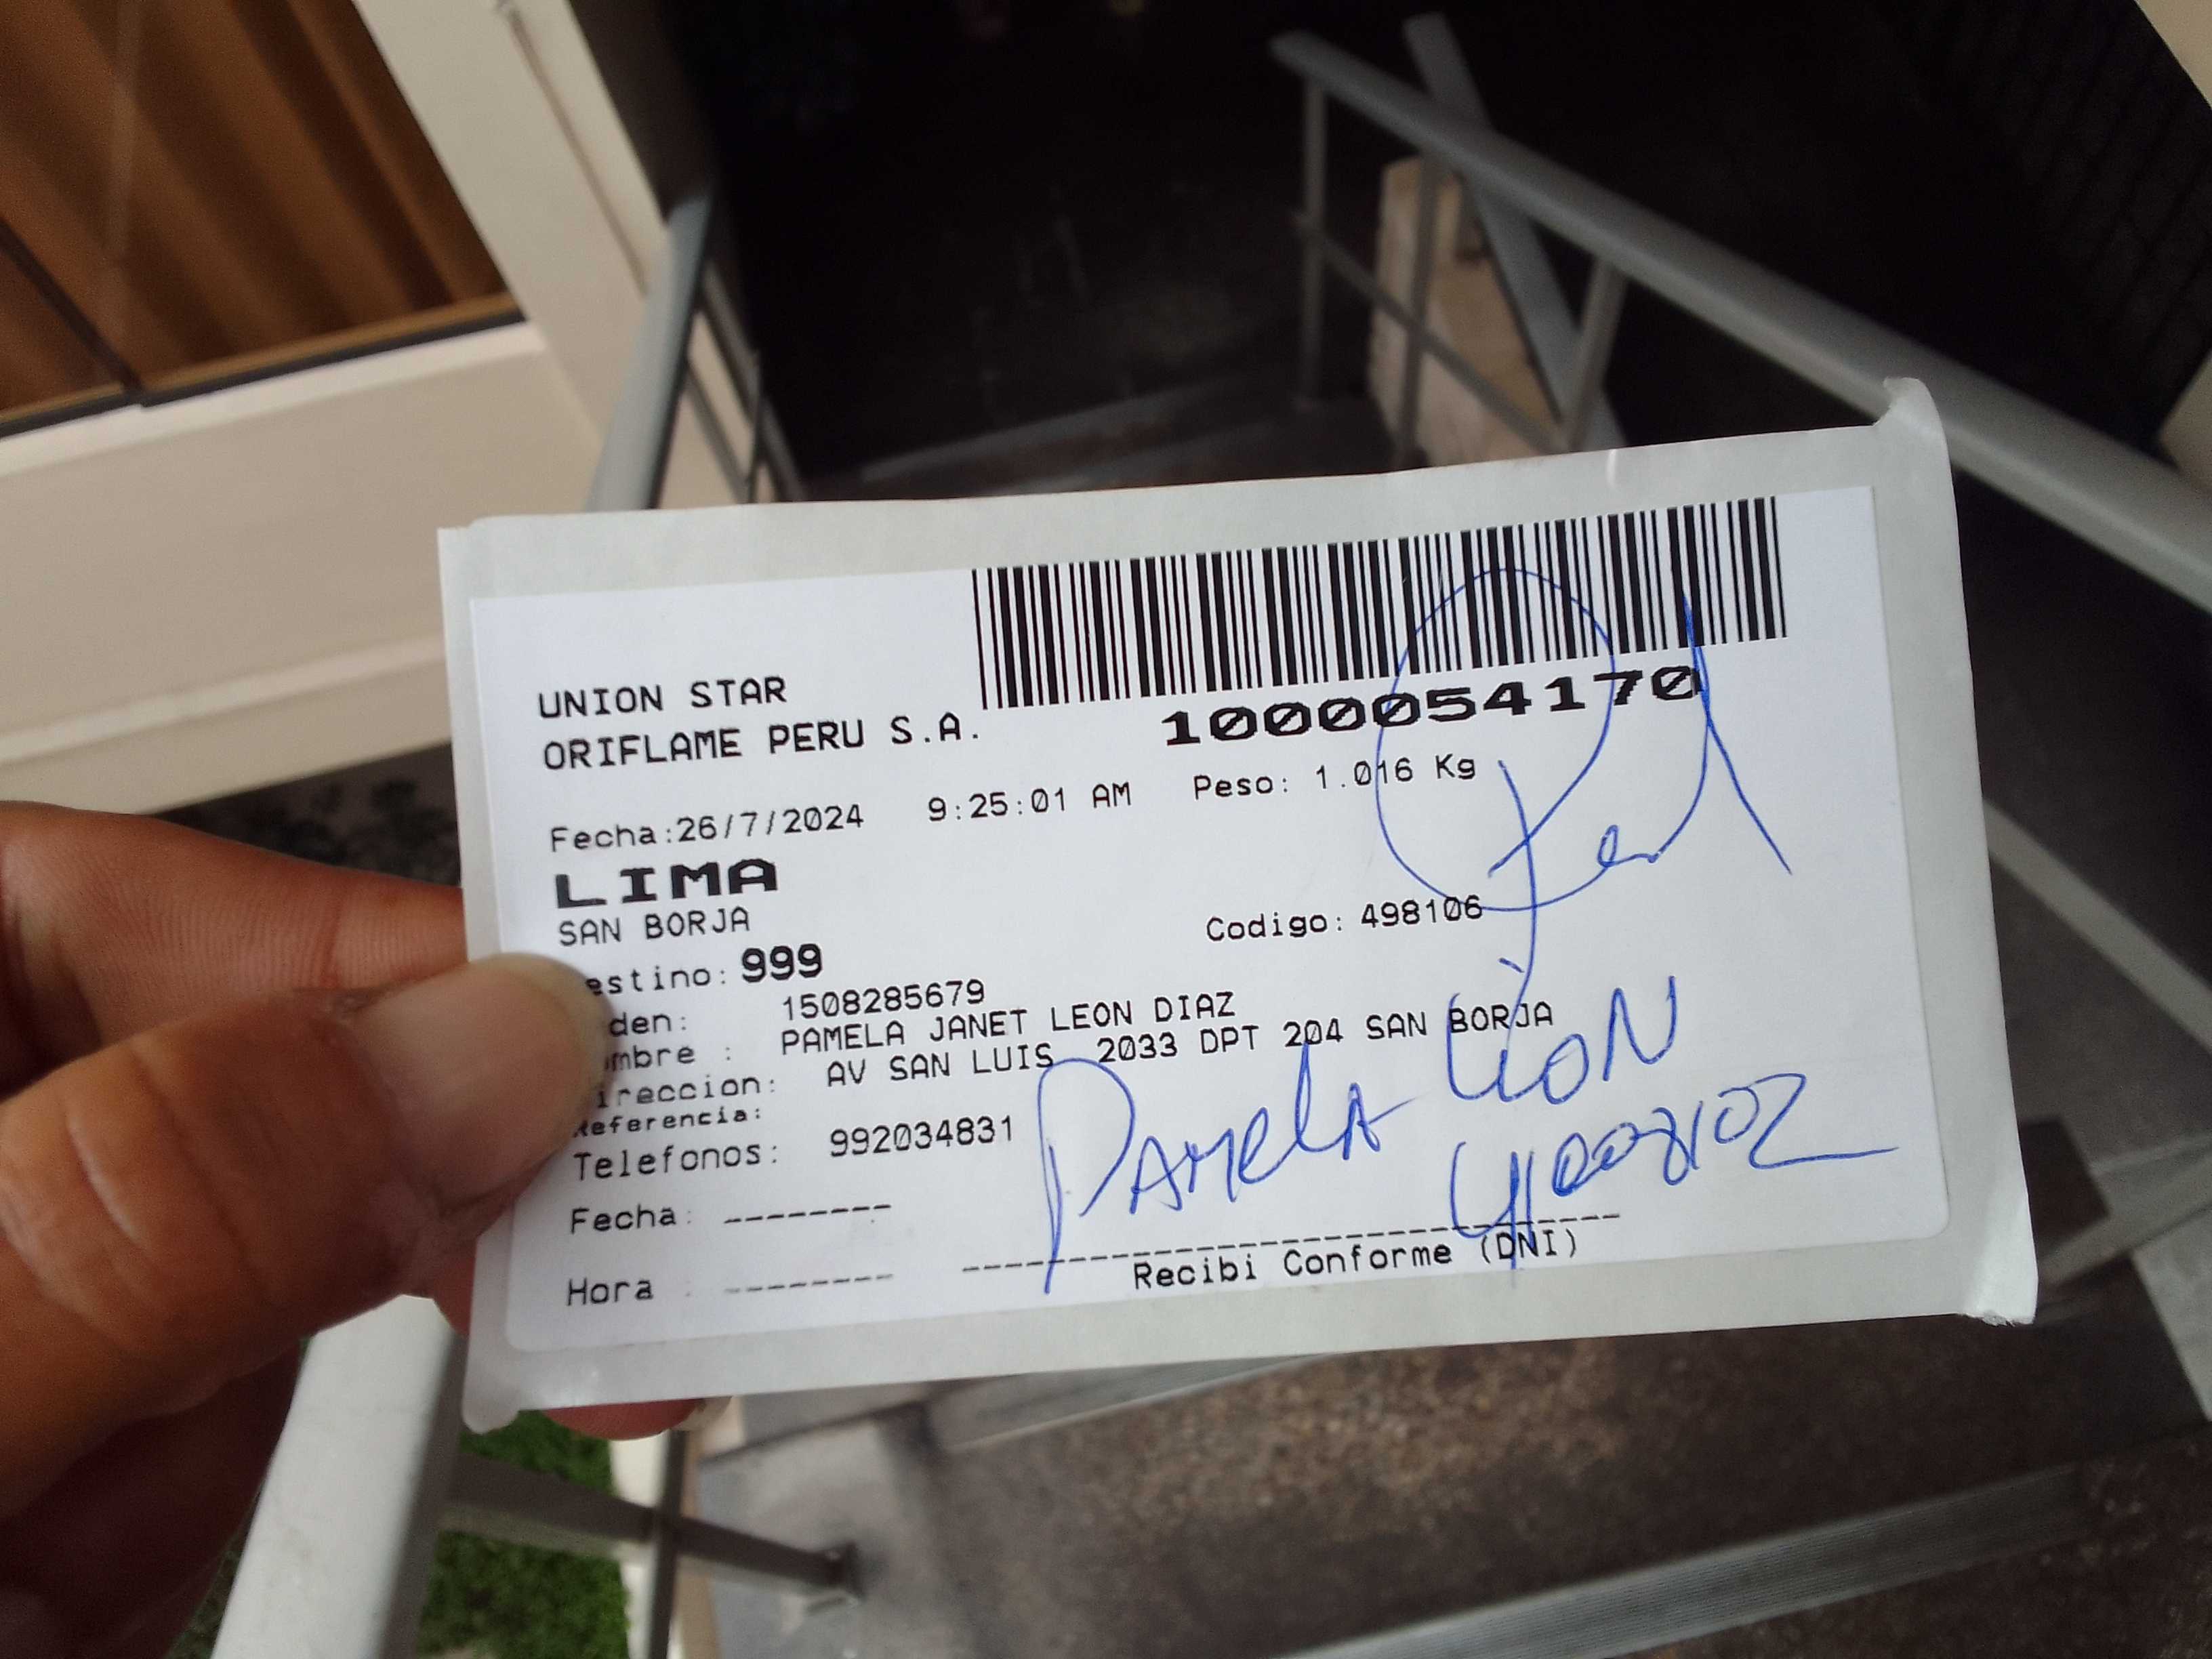 UNION STAR
ORIFLAME PERU S.A.
1000054170
Fecha:26/7/2024 9:25:01 AM Peso: 1.016 Kg
LIMA
SAN BORJA
Codigo: 498106
estino: 999
den: 1508285679
mbre : PAMELA JANET LEON DIAZ
ireccion: AV SAN LUIS 2033 DPT 204 SAN BORJA
Referencia:
Telefonos: 992034831
PAMelA LeON
Fecha: --------
Hora : --------
Recibi Conforme (DNI)